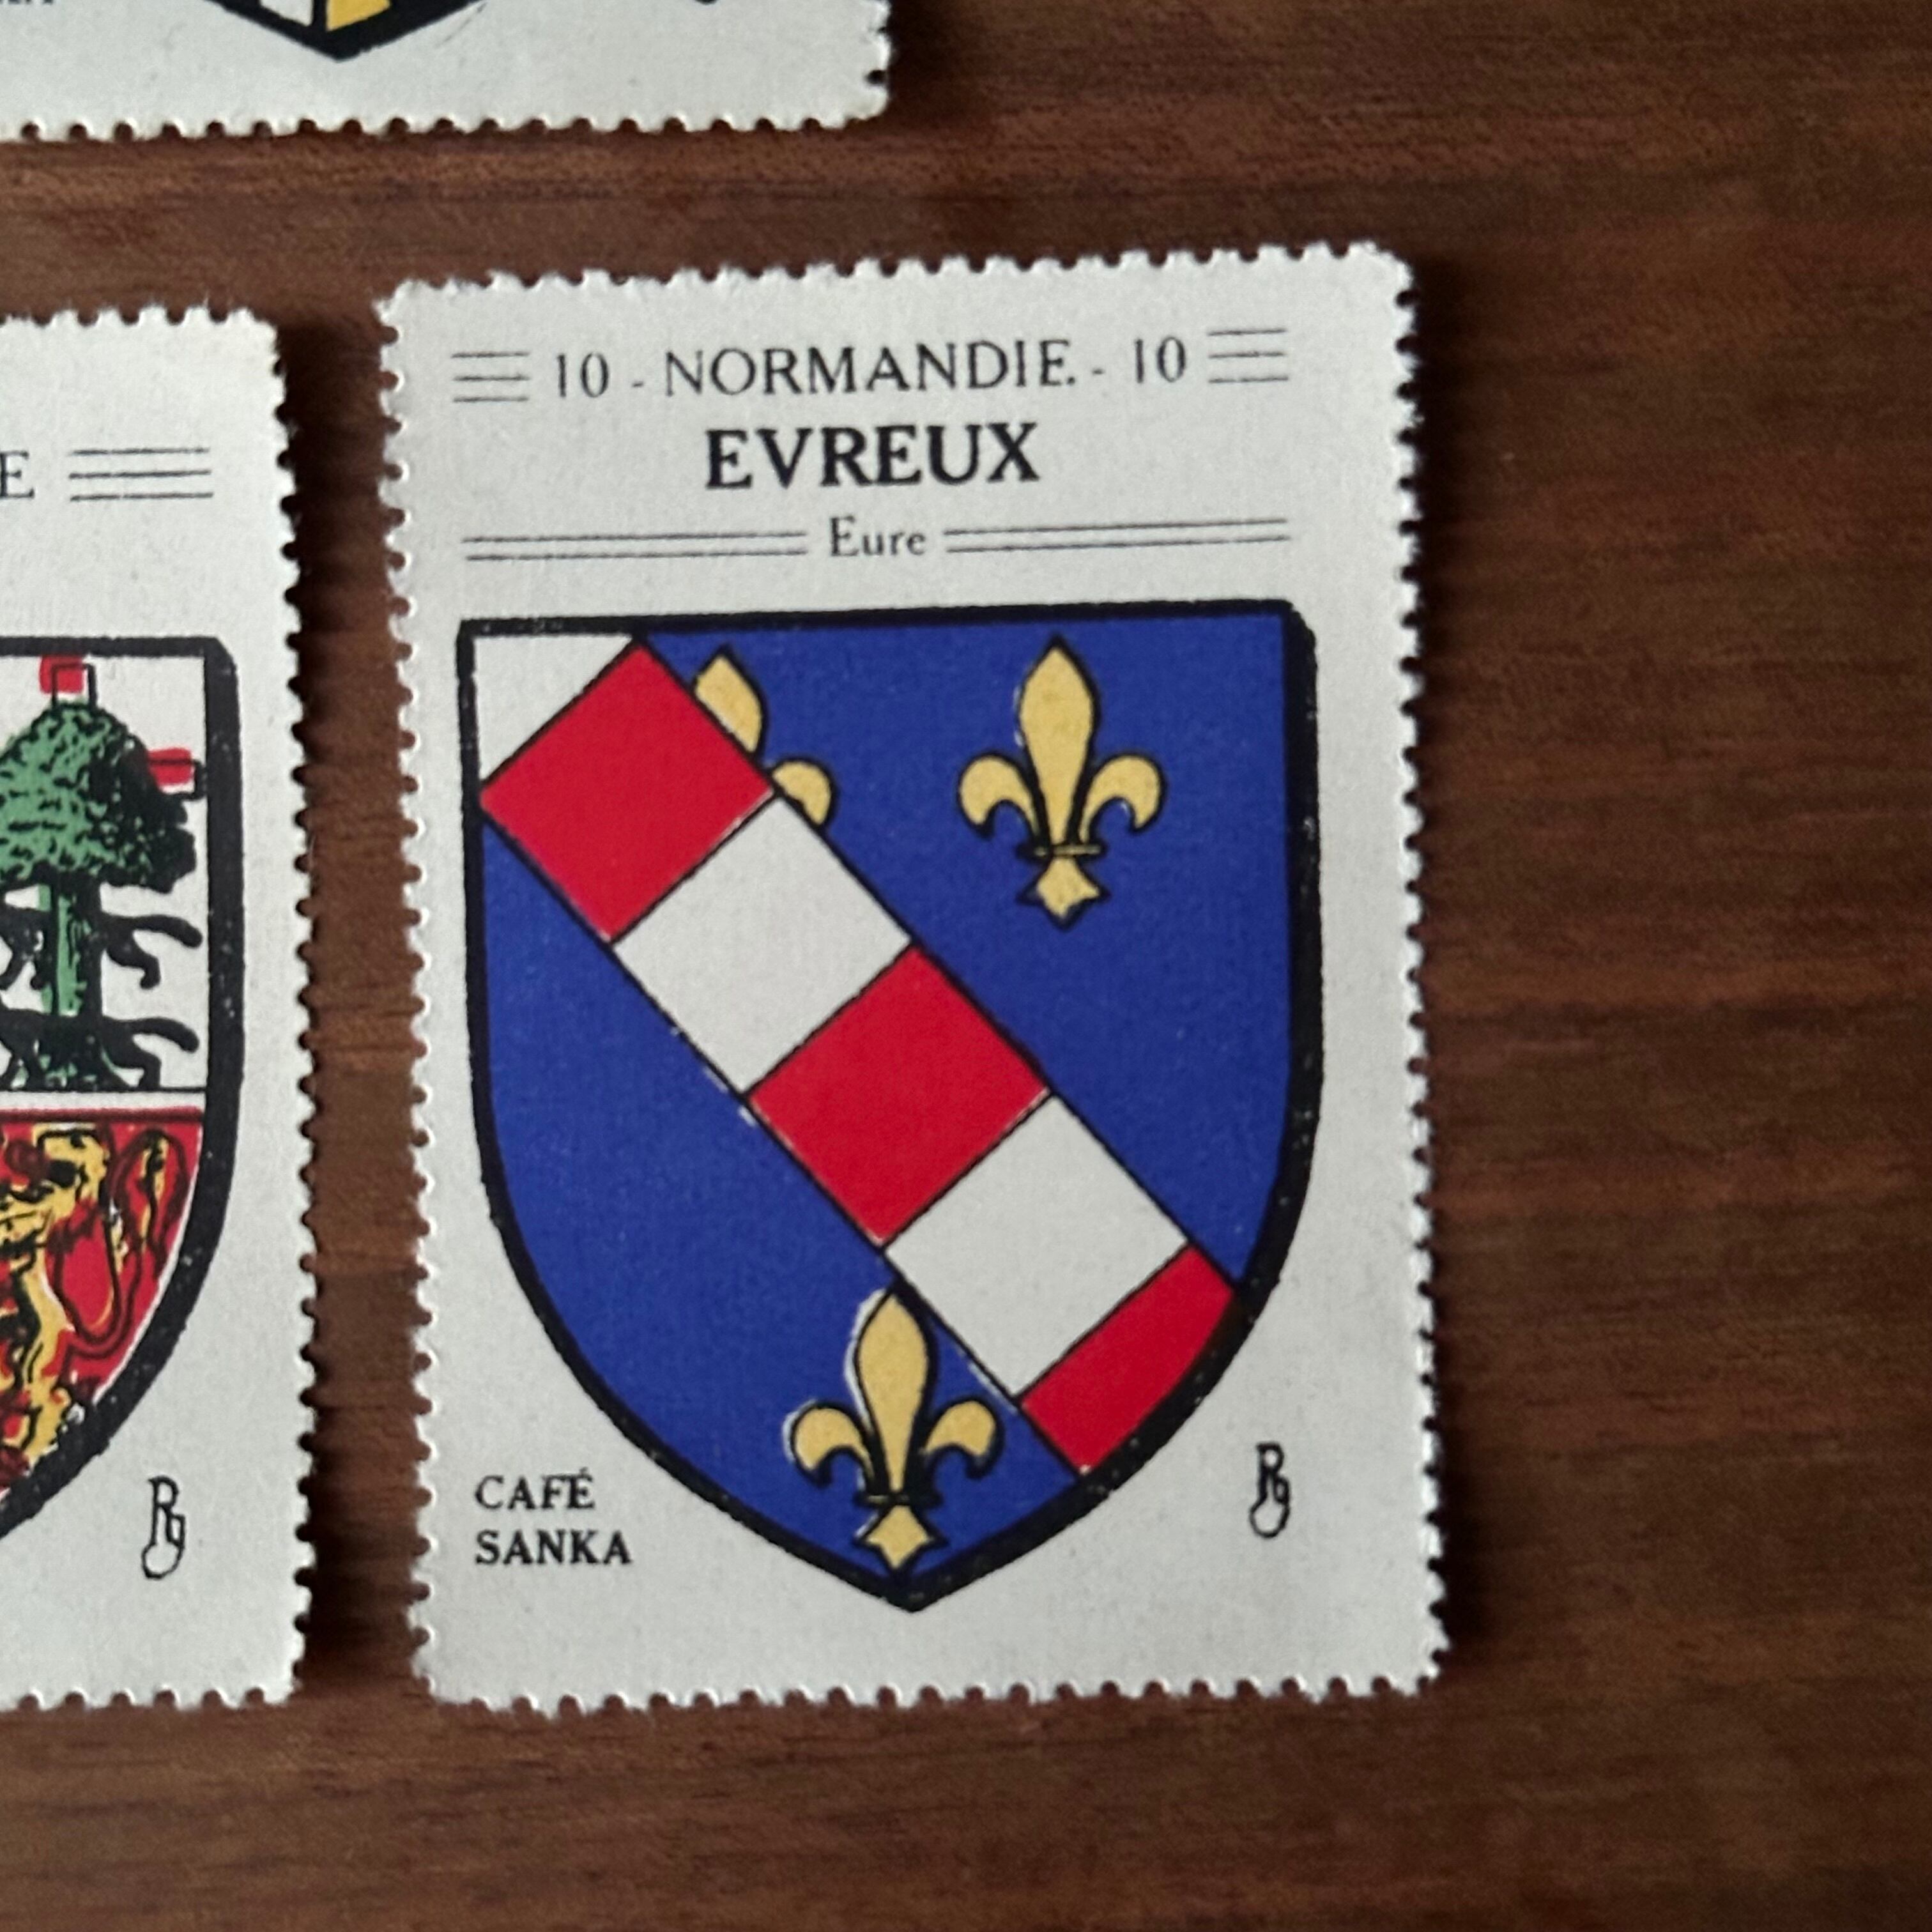 E
10 - NORMANDIE. - 10
EVREUX
Eure
CAFÉ
SANKA